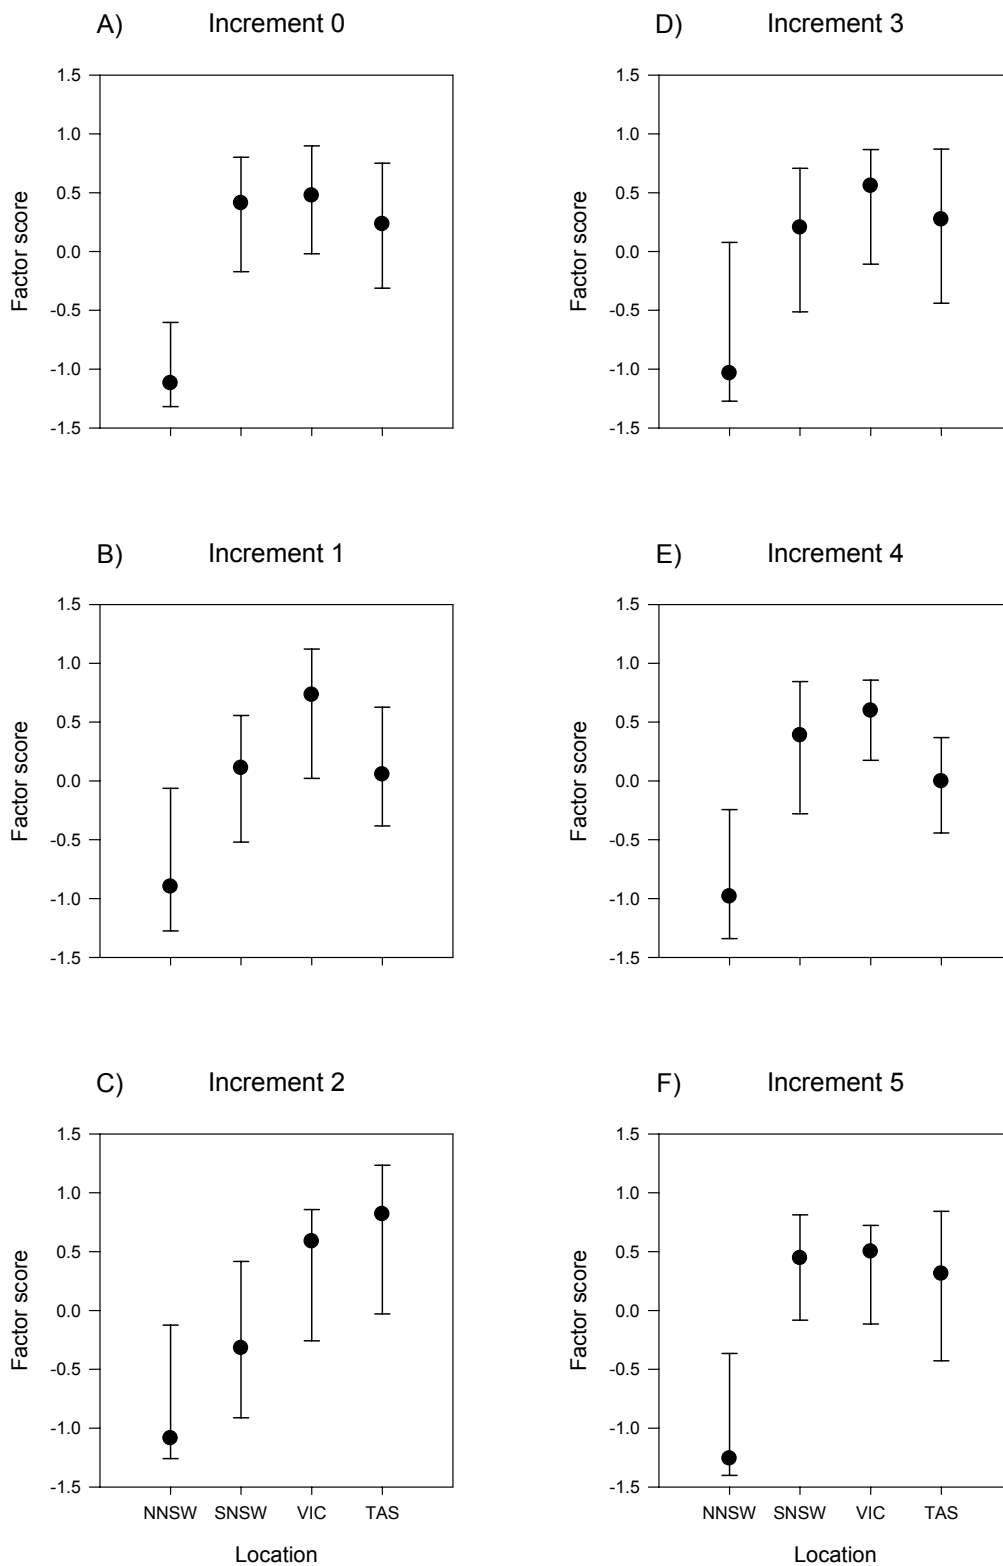 A) Increment 0
1.5
1.0
0.5
0.0
-0.5
-1.0
-1.5
Factor score
D) Increment 3
1.5
1.0
0.5
0.0
-0.5
-1.0
-1.5
Factor score
B) Increment 1
1.5
1.0
0.5
0.0
-0.5
-1.0
-1.5
Factor score
E) Increment 4
1.5
1.0
0.5
0.0
-0.5
-1.0
-1.5
Factor score
C) Increment 2
1.5
1.0
0.5
0.0
-0.5
-1.0
-1.5
Factor score
NNSW SNSW VIC TAS
Location
F) Increment 5
1.5
1.0
0.5
0.0
-0.5
-1.0
-1.5
Factor score
NNSW SNSW VIC TAS
Location